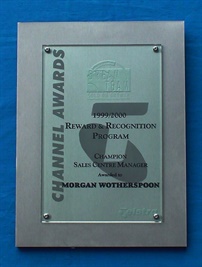 CHANNEL AWARDS
1999/2000
REWARD & RECOGNITION
PROGRAM
CHAMPION
SALES CENTRE MANAGER
Awarded to
MORGAN WOTHERSPOON